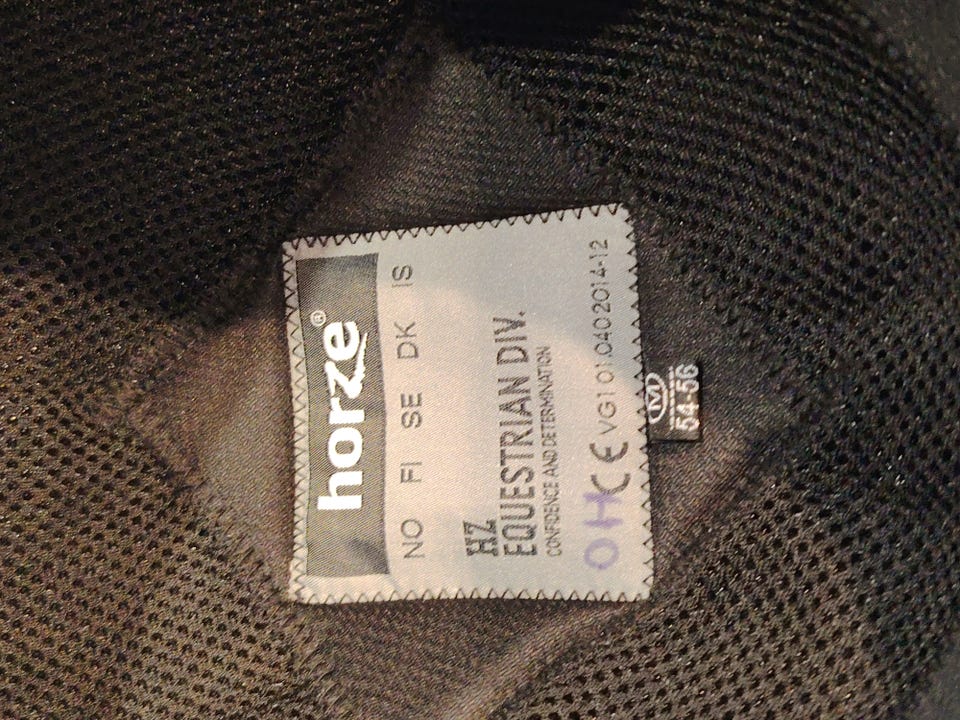 horze®
NO FI SE DK IS
HZ
EQUESTRIAN DIV.
CONFIDENCE AND DETERMINATION
OH CE VG1 01.040 2014-12
M
54-56